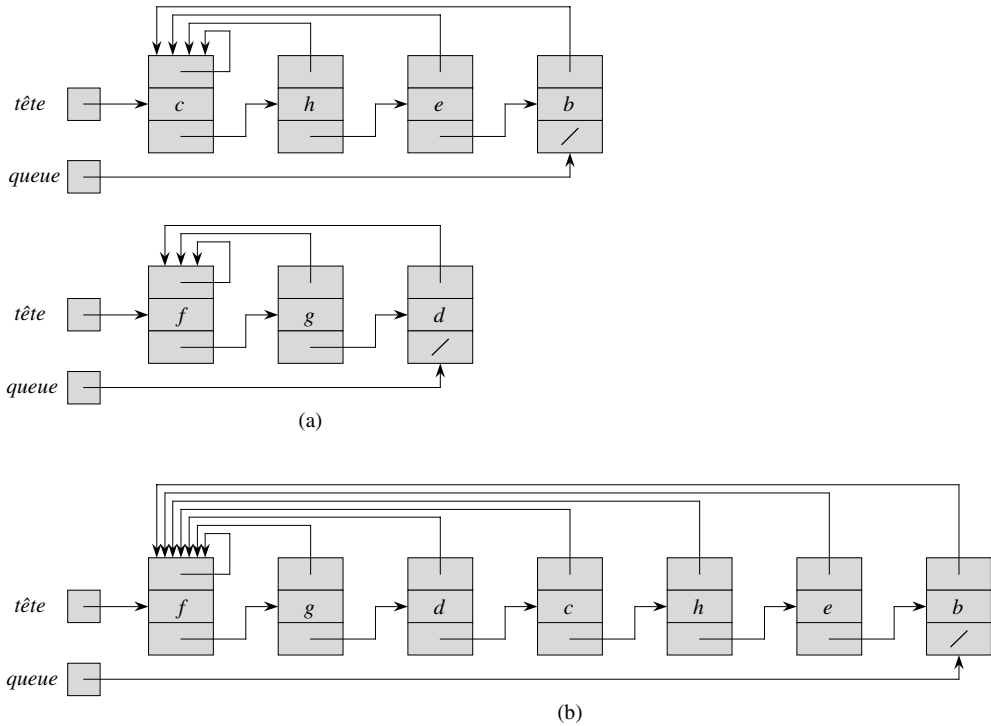 tête c h e b
queue
tête f g d
queue
(a)
tête f g d c h e b
queue
(b)